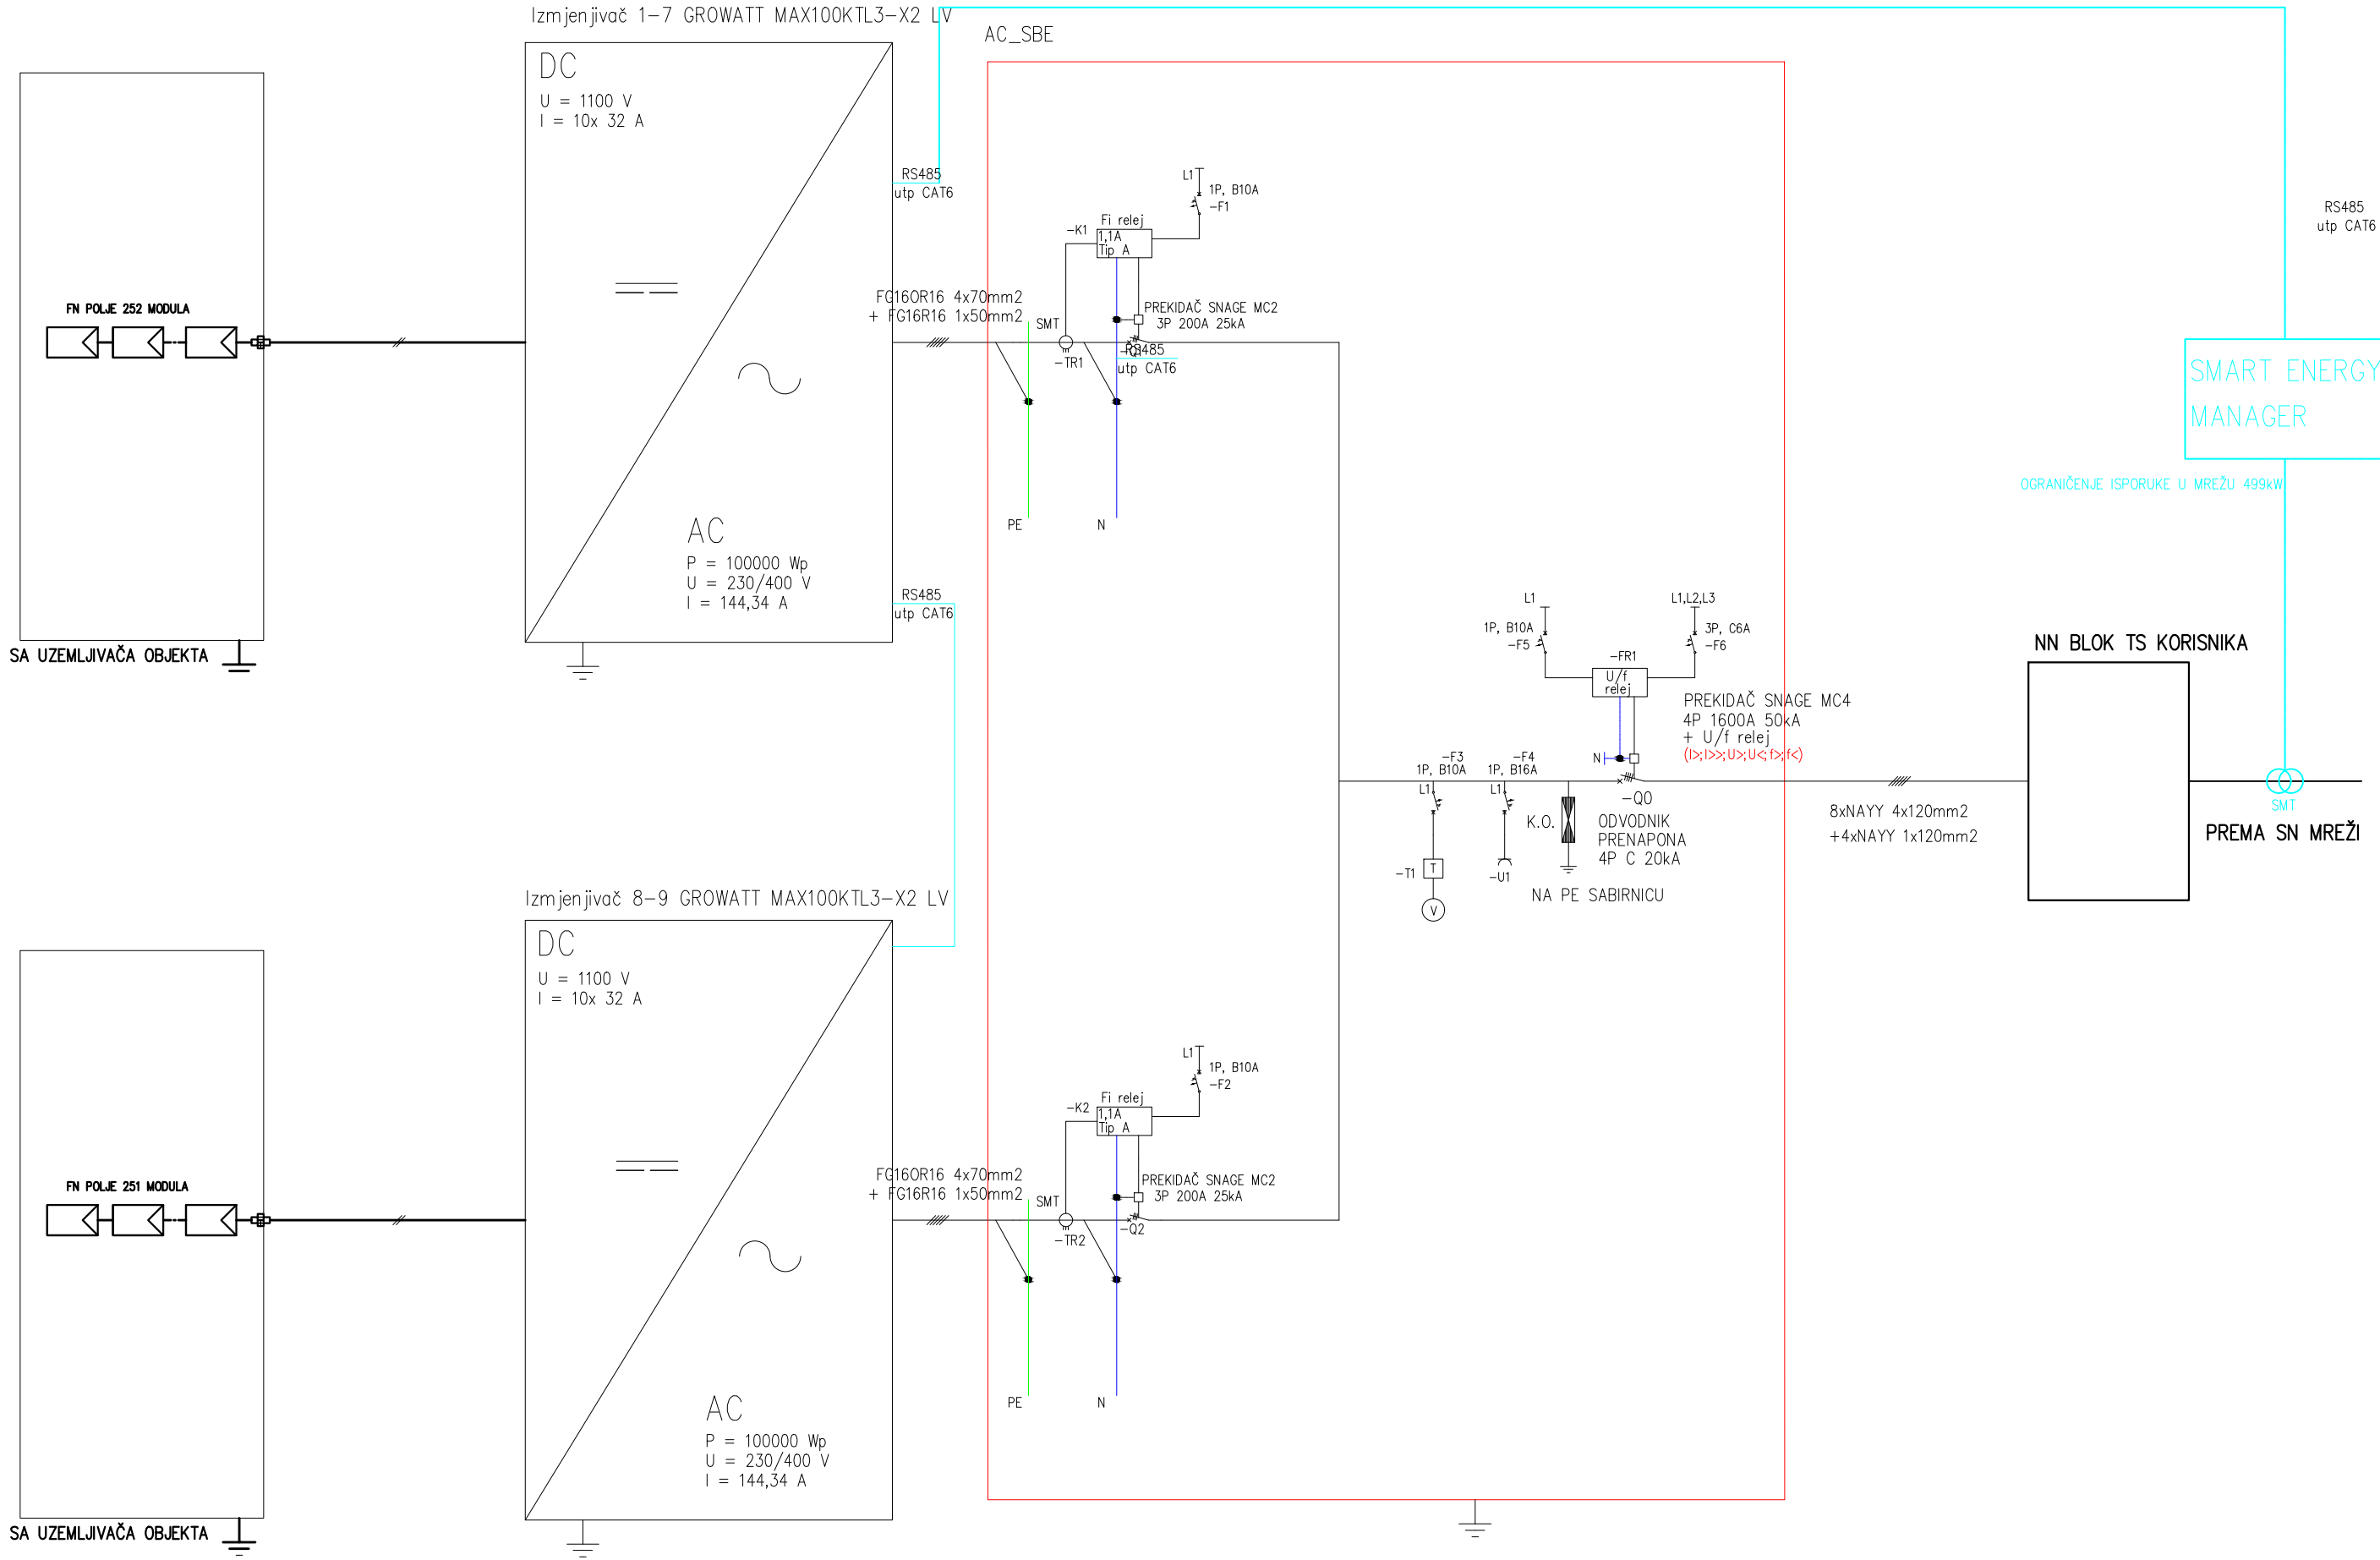 Izmjenjivač 1-7 GROWATT MAX100KTL3-X2 LV
AC_SBE
DC
U = 1100 V
I = 10x 32 A
RS485
utp CAT6
RS485
utp CAT6
L1
1P, B10A
-F1
Fi relej
-K1
1,1A
Tip A
FN POLJE 252 MODULA
FG16OR16 4x70mm2
+ FG16R16 1x50mm2
SMT
PREKIDAČ SNAGE MC2
3P 200A 25kA
-TR1
-Q1
RS485
utp CAT6
SMART ENERGY
MANAGER
OGRANIČENJE ISPORUKE U MREŽU 499kW
PE
N
AC
P = 100000 Wp
U = 230/400 V
I = 144,34 A
RS485
utp CAT6
SA UZEMLJIVAČA OBJEKTA
L1
L1,L2,L3
1P, B10A
-F5
3P, C6A
-F6
-FR1
U/f
relej
NN BLOK TS KORISNIKA
PREKIDAČ SNAGE MC4
4P 1600A 50kA
+ U/f relej
(I>;I>>;U>;U<;f>;f<)
-F3
1P, B10A
-F4
1P, B16A
N
L1
L1
-Q0
K.O.
ODVODNIK
PRENAPONA
4P C 20kA
8xNAYY 4x120mm2
+4xNAYY 1x120mm2
SMT
PREMA SN MREŽI
-T1
T
-U1
V
NA PE SABIRNICU
Izmjenjivač 8-9 GROWATT MAX100KTL3-X2 LV
DC
U = 1100 V
I = 10x 32 A
L1
1P, B10A
-F2
Fi relej
-K2
1,1A
Tip A
FN POLJE 251 MODULA
FG16OR16 4x70mm2
+ FG16R16 1x50mm2
SMT
PREKIDAČ SNAGE MC2
3P 200A 25kA
-TR2
-Q2
PE
N
AC
P = 100000 Wp
U = 230/400 V
I = 144,34 A
SA UZEMLJIVAČA OBJEKTA